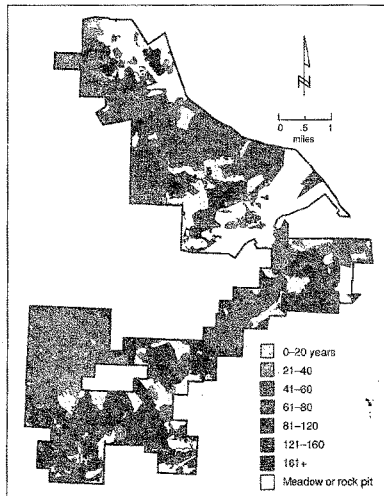 N
0 .5 1
miles
0–20 years
21–40
41–60
61–80
81–120
121–160
161+
Meadow or rock pit